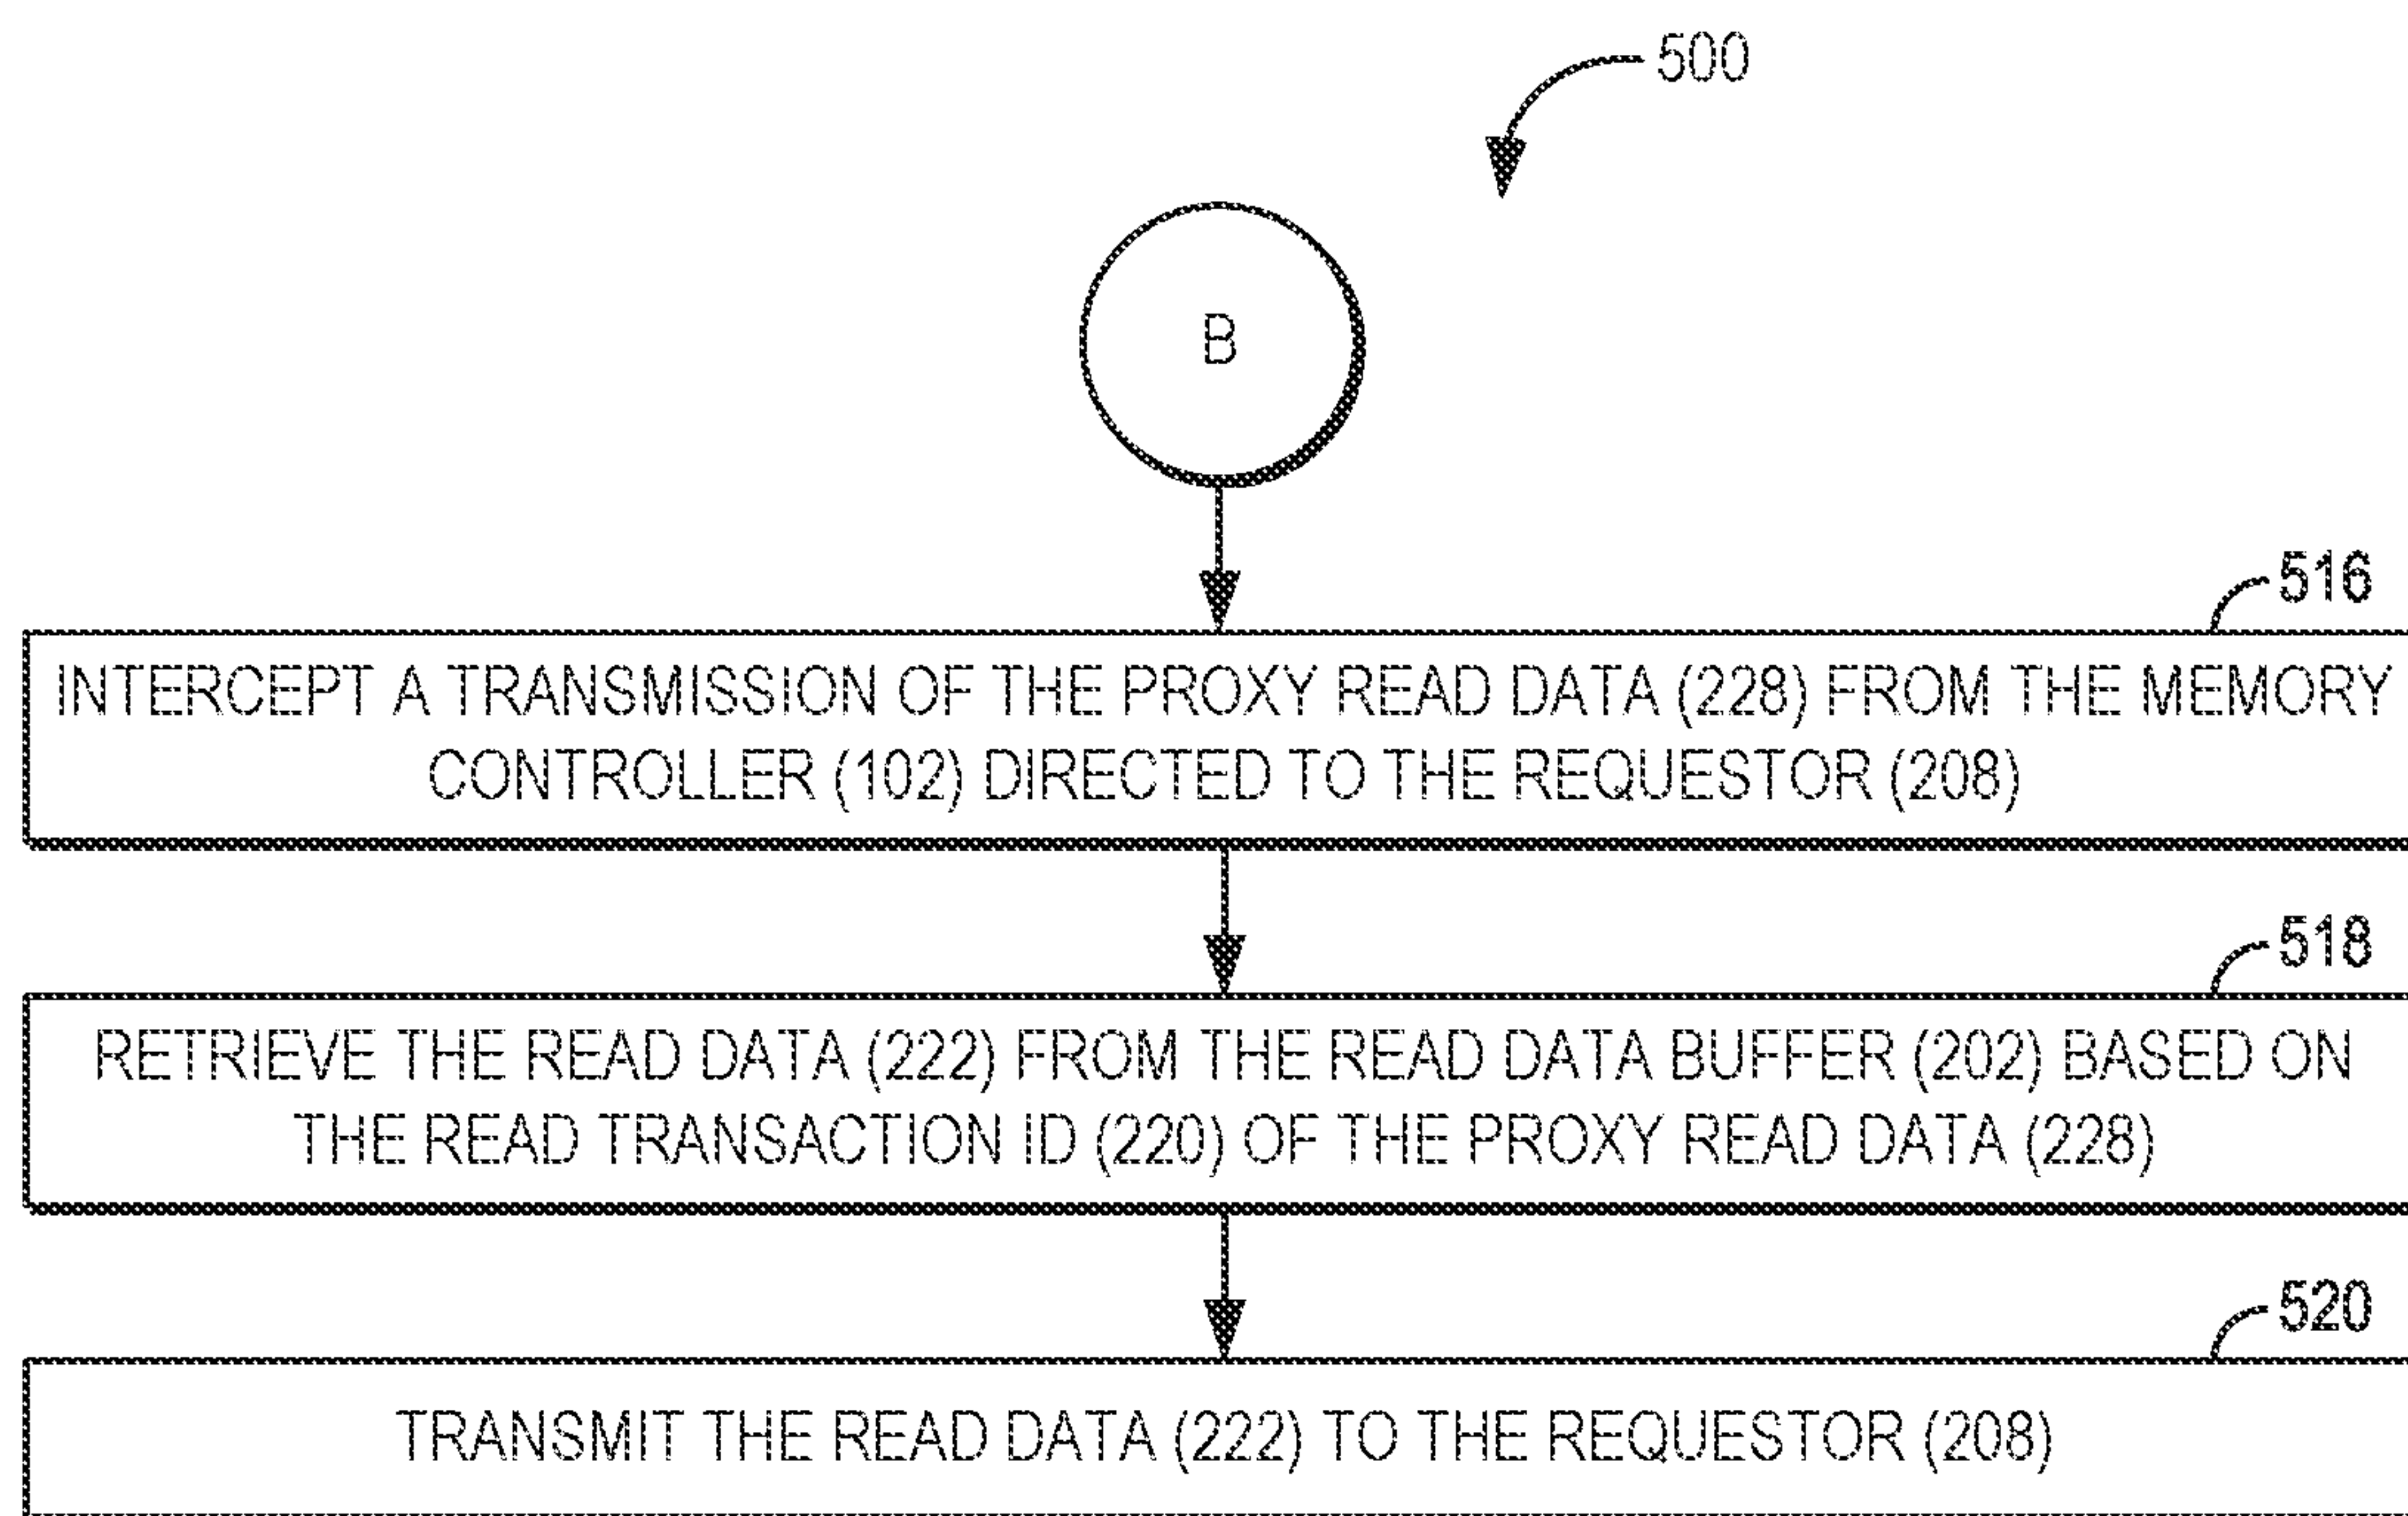 500
B
516
INTERCEPT A TRANSMISSION OF THE PROXY READ DATA (228) FROM THE MEMORY
CONTROLLER (102) DIRECTED TO THE REQUESTOR (208)
518
RETRIEVE THE READ DATA (222) FROM THE READ DATA BUFFER (202) BASED ON
THE READ TRANSACTION ID (220) OF THE PROXY READ DATA (228)
520
TRANSMIT THE READ DATA (222) TO THE REQUESTOR (208)